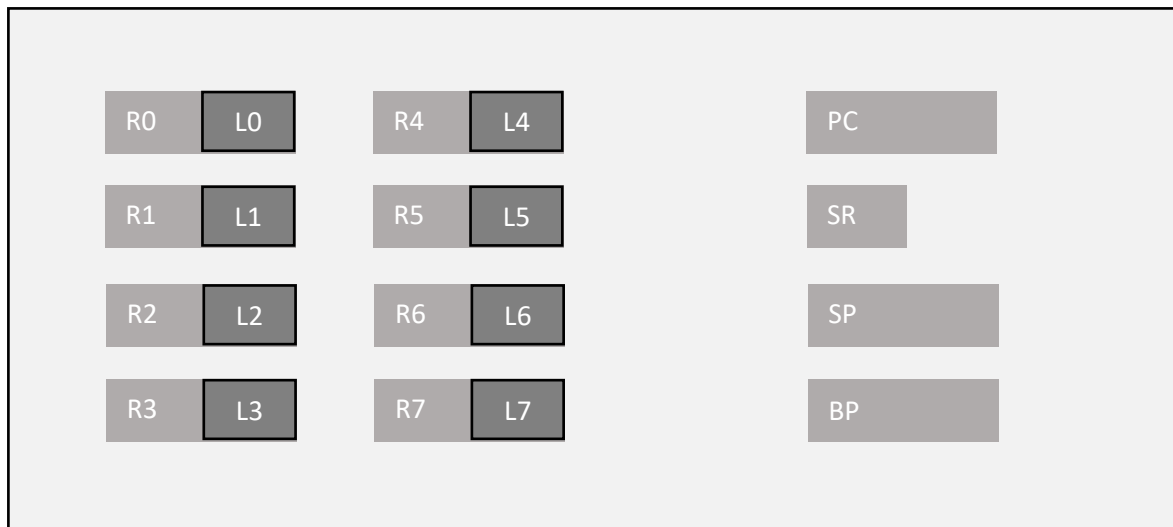 R0 L0 R4 L4 PC
R1 L1 R5 L5 SR
R2 L2 R6 L6 SP
R3 L3 R7 L7 BP